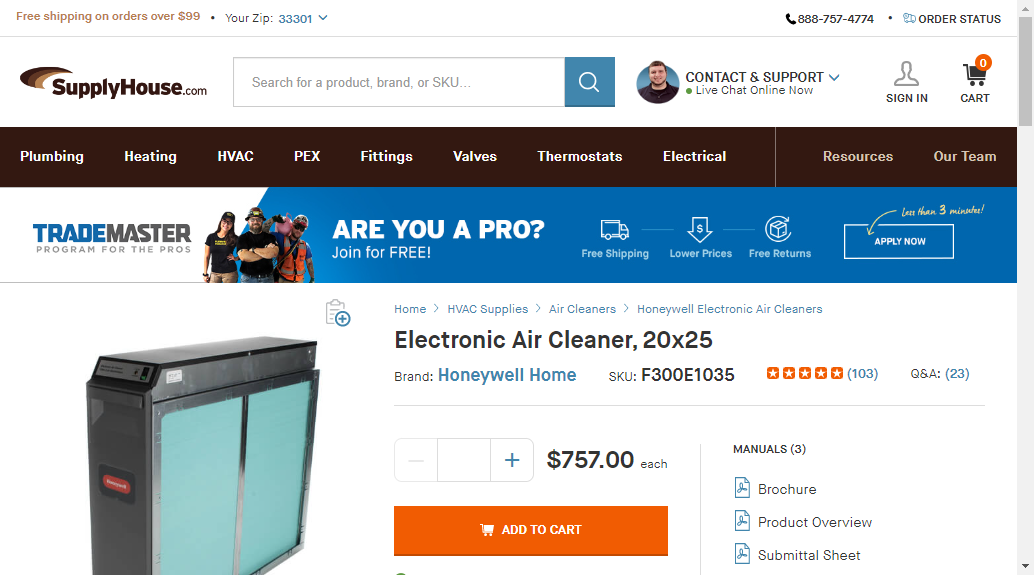 Free shipping on orders over $99 • Your Zip: 33301
888-757-4774 • ORDER STATUS
SupplyHouse.com
Search for a product, brand, or SKU...
CONTACT & SUPPORT
Live Chat Online Now
SIGN IN
0
CART
Plumbing Heating HVAC PEX Fittings Valves Thermostats Electrical Resources Our Team
TRADEMASTER
PROGRAM FOR THE PROS
ARE YOU A PRO?
Join for FREE!
Free Shipping
$
Lower Prices
Free Returns
Less than 3 minutes!
APPLY NOW
Home > HVAC Supplies > Air Cleaners > Honeywell Electronic Air Cleaners
Electronic Air Cleaner, 20x25
Brand: Honeywell Home SKU: F300E1035 (103) Q&A: (23)
Honeywell
— + $757.00 each
ADD TO CART
MANUALS (3)
Brochure
Product Overview
Submittal Sheet